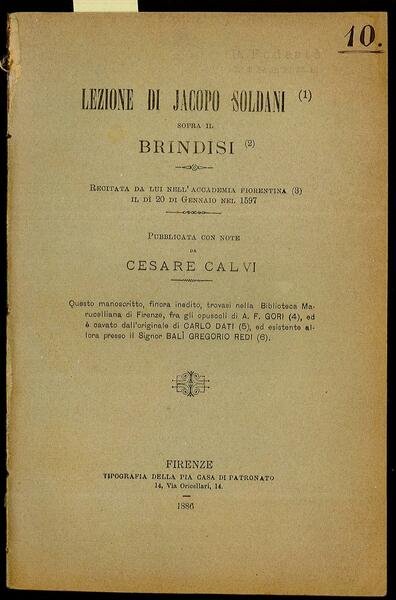 10.
LEZIONE DI JACOPO SOLDANI (1)
SOPRA IL
BRINDISI (2)
RECITATA DA LUI NELL'ACCADEMIA FIORENTINA (3)
IL DÌ 20 DI GENNAIO NEL 1597
PUBBLICATA CON NOTE
DA
CESARE CALVI
Questo manoscritto, finora inedito, trovasi nella Biblioteca Ma-
rucelliana di Firenze, fra gli opuscoli di A. F. GORI (4), ed
è cavato dall'originale di CARLO DATI (5), ed esistente al-
lora presso il Signor BALÌ GREGORIO REDI (6).
FIRENZE
TIPOGRAFIA DELLA PIA CASA DI PATRONATO
14, Via Oricellari, 14.
1886